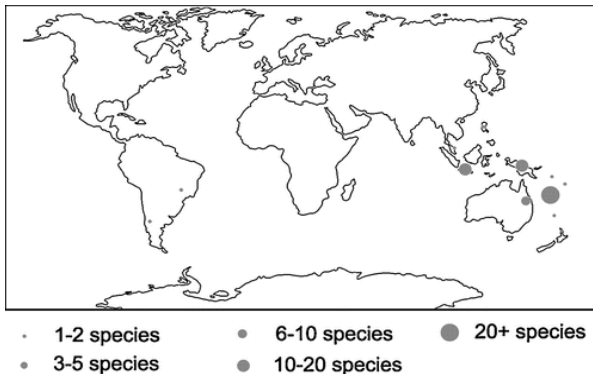 1-2 species
6-10 species
20+ species
3-5 species
10-20 species